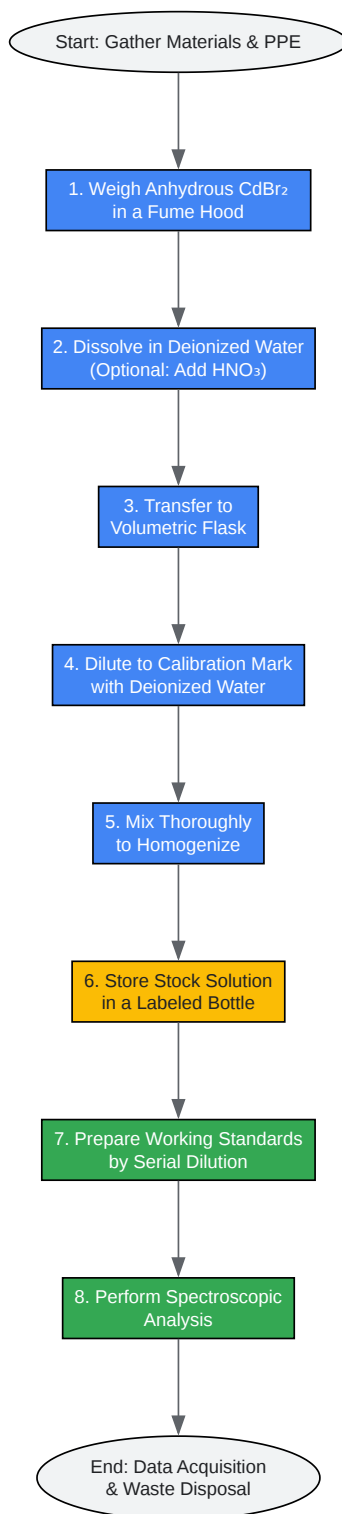 Start: Gather Materials & PPE
1. Weigh Anhydrous CdBr₂
in a Fume Hood
2. Dissolve in Deionized Water
(Optional: Add HNO₃)
3. Transfer to
Volumetric Flask
4. Dilute to Calibration Mark
with Deionized Water
5. Mix Thoroughly
to Homogenize
6. Store Stock Solution
in a Labeled Bottle
7. Prepare Working Standards
by Serial Dilution
8. Perform Spectroscopic
Analysis
End: Data Acquisition
& Waste Disposal